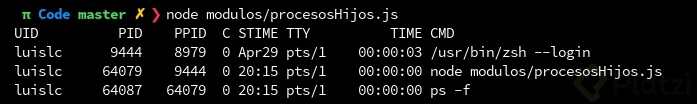 π Code master ✗ ❯ node modulos/procesosHijos.js
UID PID PPID C STIME TTY TIME CMD
luislc 9444 8979 0 Apr29 pts/1 00:00:03 /usr/bin/zsh --login
luislc 64079 9444 0 20:15 pts/1 00:00:00 node modulos/procesosHijos.js
luislc 64087 64079 0 20:15 pts/1 00:00:00 ps -f
Platzi